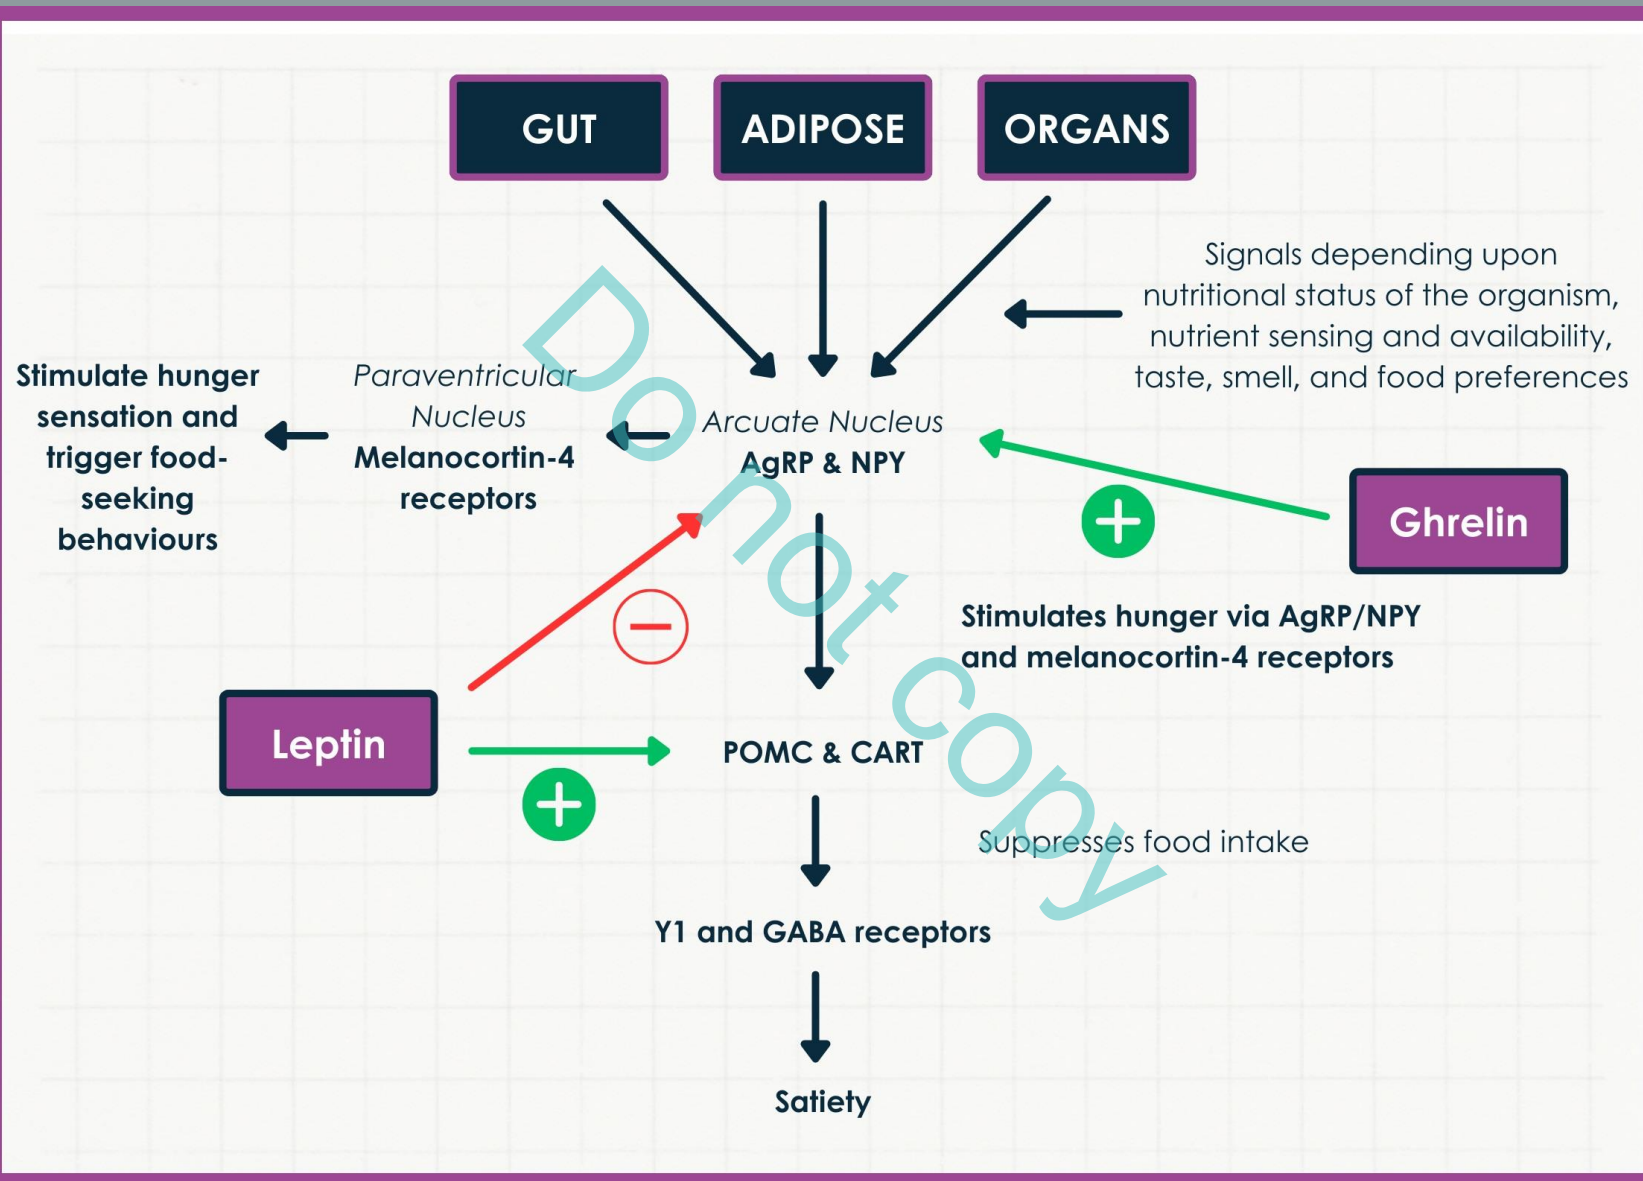 GUT
ADIPOSE
ORGANS
Signals depending upon
nutritional status of the organism,
nutrient sensing and availability,
taste, smell, and food preferences
Stimulate hunger
sensation and
trigger food-
seeking
behaviours
Paraventricular
Nucleus
Melanocortin-4
receptors
Arcuate Nucleus
AgRP & NPY
Ghrelin
Stimulates hunger via AgRP/NPY
and melanocortin-4 receptors
Leptin
POMC & CART
Suppresses food intake
Y1 and GABA receptors
Satiety
Do not copy